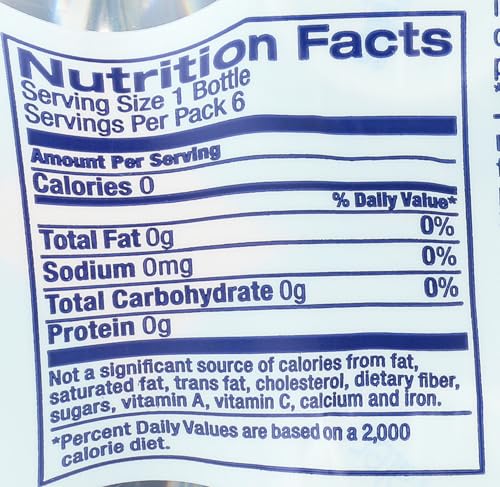 Nutrition Facts
Serving Size 1 Bottle
Servings Per Pack 6
Amount Per Serving
Calories 0
% Daily Value*
Total Fat 0g 0%
Sodium 0mg 0%
Total Carbohydrate 0g 0%
Protein 0g
Not a significant source of calories from fat,
saturated fat, trans fat, cholesterol, dietary fiber,
sugars, vitamin A, vitamin C, calcium and iron.
*Percent Daily Values are based on a 2,000
calorie diet.